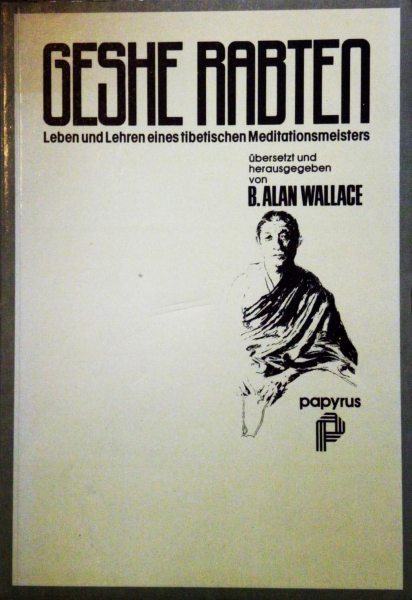 GESHE RABTEN
Leben und Lehren eines tibetischen Meditationsmeisters
übersetzt und
herausgegeben
von
B. ALAN WALLACE
papyrus
P